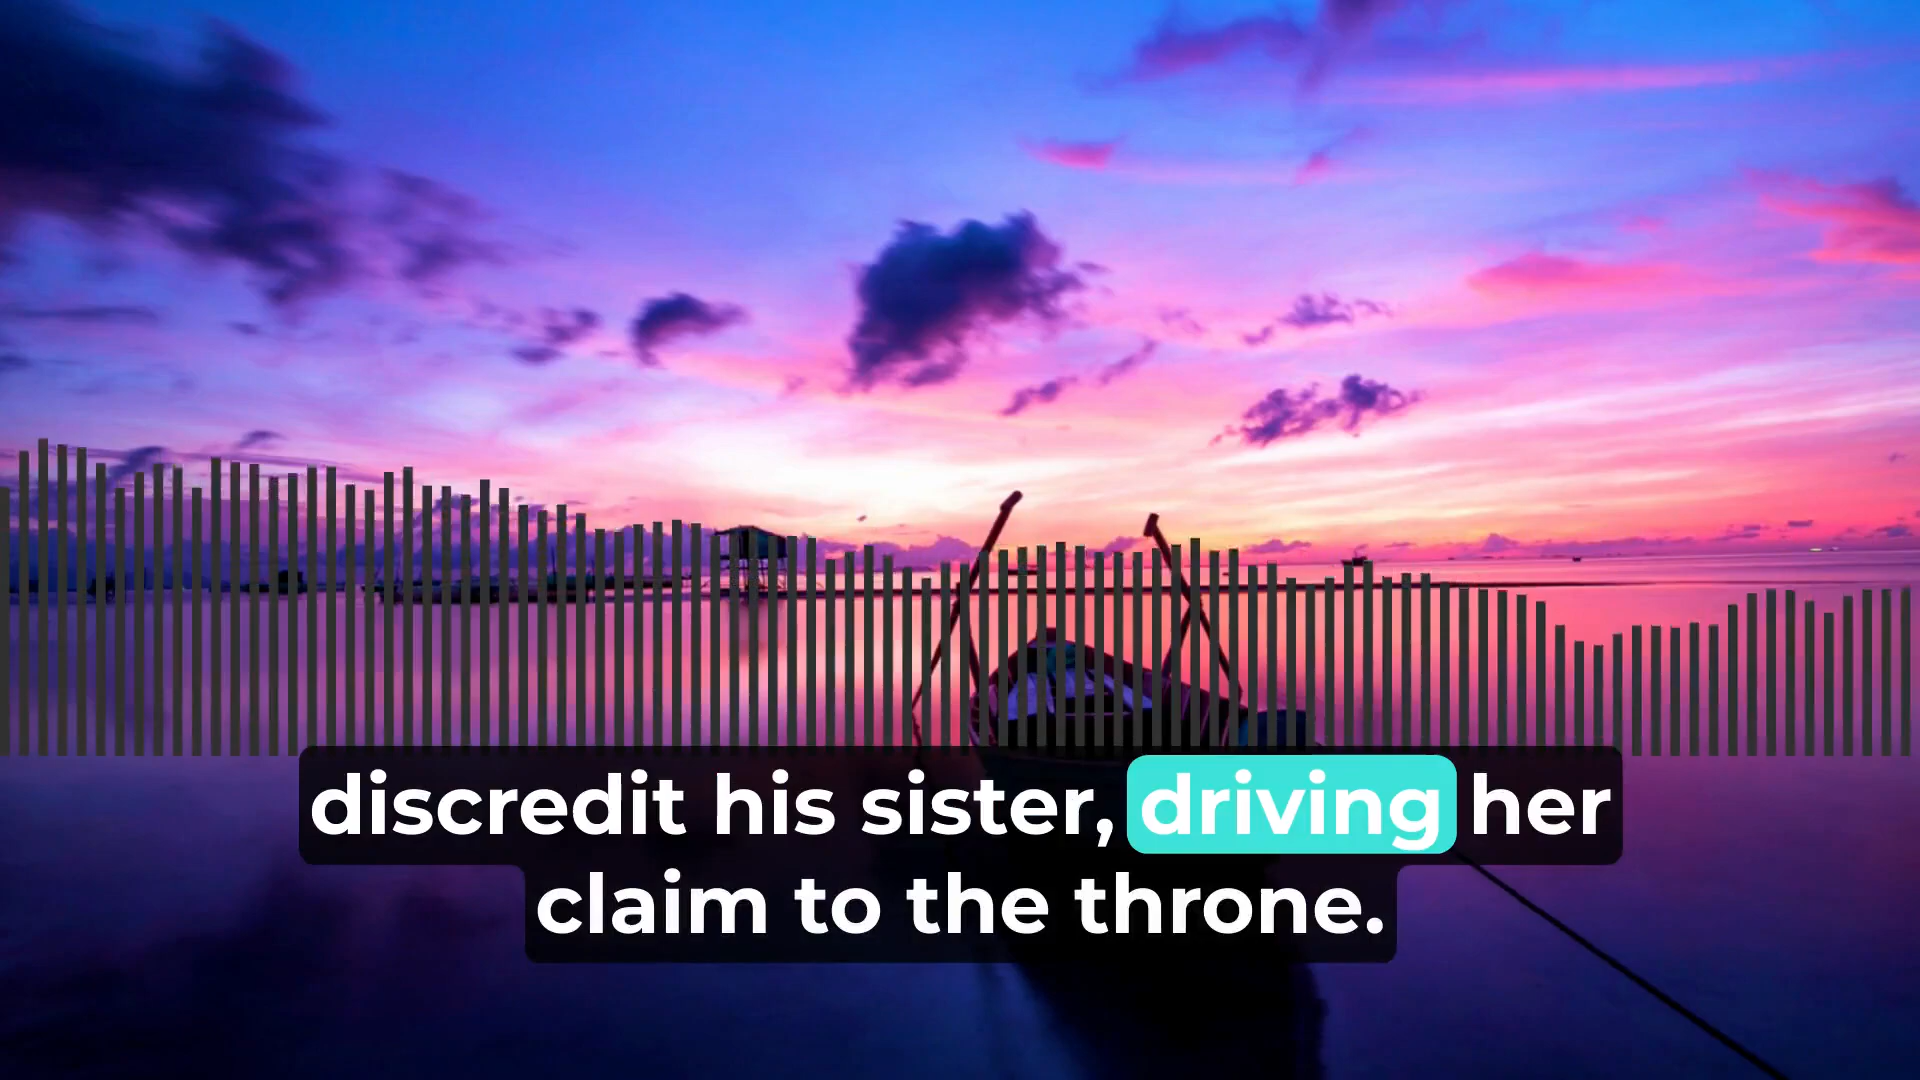 discredit his sister, driving her
claim to the throne.